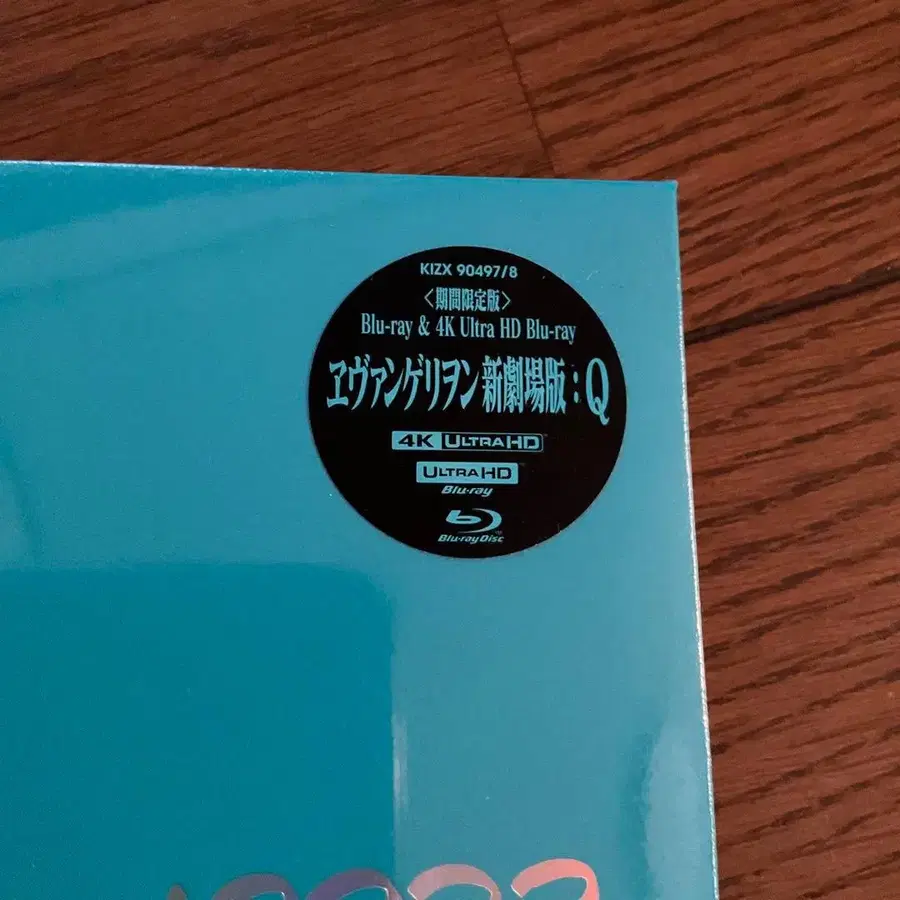 KIZX 90497/8
〈期間限定版〉
Blu-ray & 4K Ultra HD Blu-ray
ヱヴァンゲリヲン新劇場版：Q
4K ULTRA HD
ULTRA HD
Blu-ray
Blu-ray Disc